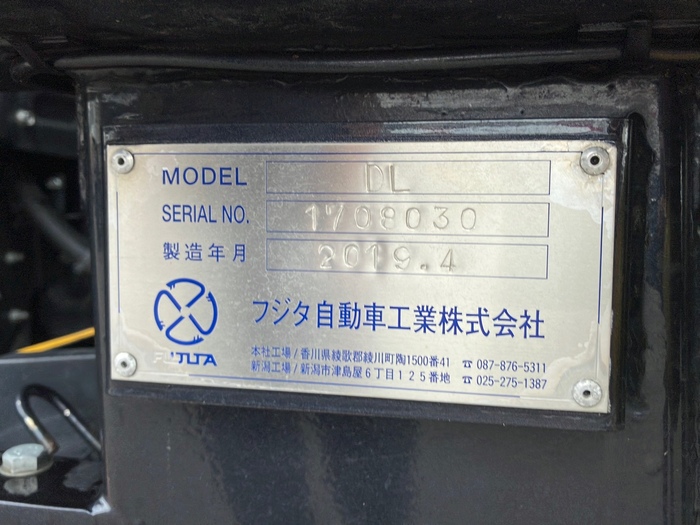 MODEL DL
SERIAL NO. 1708030
製造年月 2019.4
フジタ自動車工業株式会社
FUJITA
本社工場/香川県綾歌郡綾川町陶1500番41 ☎ 087-876-5311
新潟工場/新潟市津島屋6丁目125番地 ☎ 025-275-1387